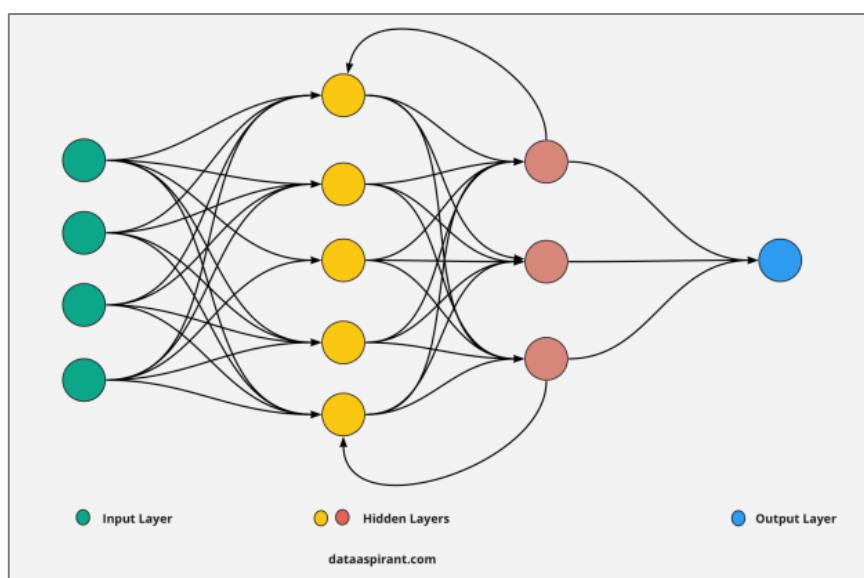 Input Layer
Hidden Layers
Output Layer
dataaspirant.com